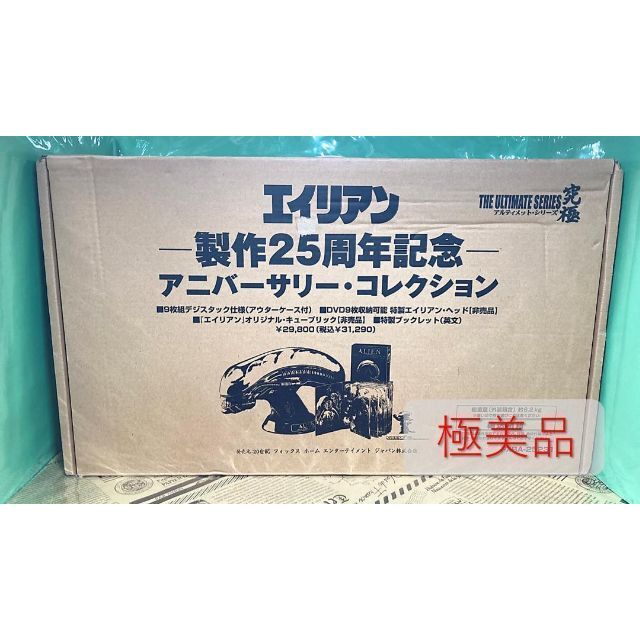 エイリアン
THE ULTIMATE SERIES 究極
アルティメット・シリーズ
製作25周年記念
アニバーサリー・コレクション
■9枚組デジスタック仕様(アウターケース付) ■DVD9枚収納可能 特製エイリアン・ヘッド[非売品]
■「エイリアン」オリジナル・キューブリック[非売品] ■特製ブックレット(英文)
¥29,800(税込¥31,290)
ALIEN
極美品